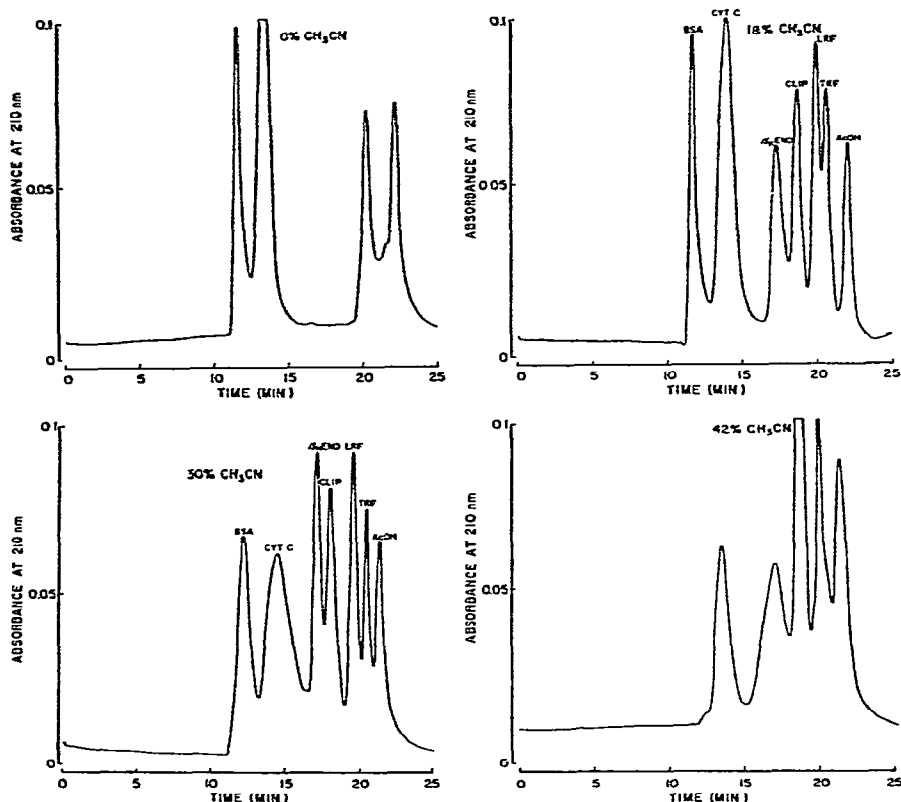 0.1
0% CH₃CN
ABSORBANCE AT 210 nm
0.05
0
0 5 10 15 20 25
TIME (MIN)
0.1
CYT C
BSA
18% CH₃CN
LRF
CLIP
TRF
END
AcOH
ABSORBANCE AT 210 nm
0.05
0
0 5 10 15 20 25
TIME (MIN)
0.1
30% CH₃CN
END LRF
CLIP
TRF
BSA
CYT C
AcOH
ABSORBANCE AT 210 nm
0.05
0
0 5 10 15 20 25
TIME (MIN)
0.1
42% CH₃CN
ABSORBANCE AT 210 nm
0.05
0
0 5 10 15 20 25
TIME (MIN)